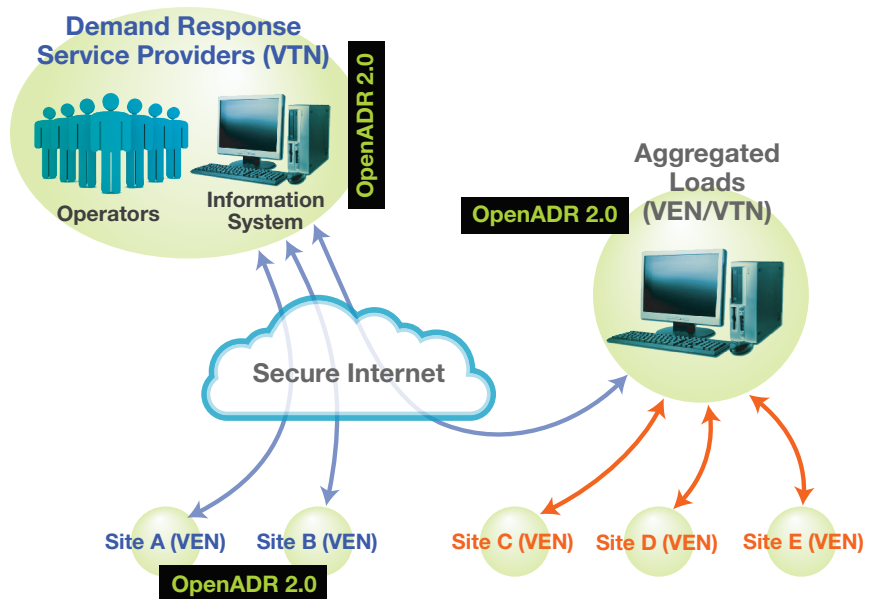 Demand Response
Service Providers (VTN)
OpenADR 2.0
Operators
Information
System
Aggregated
Loads
(VEN/VTN)
OpenADR 2.0
Secure Internet
Site A (VEN)
Site B (VEN)
OpenADR 2.0
Site C (VEN)
Site D (VEN)
Site E (VEN)